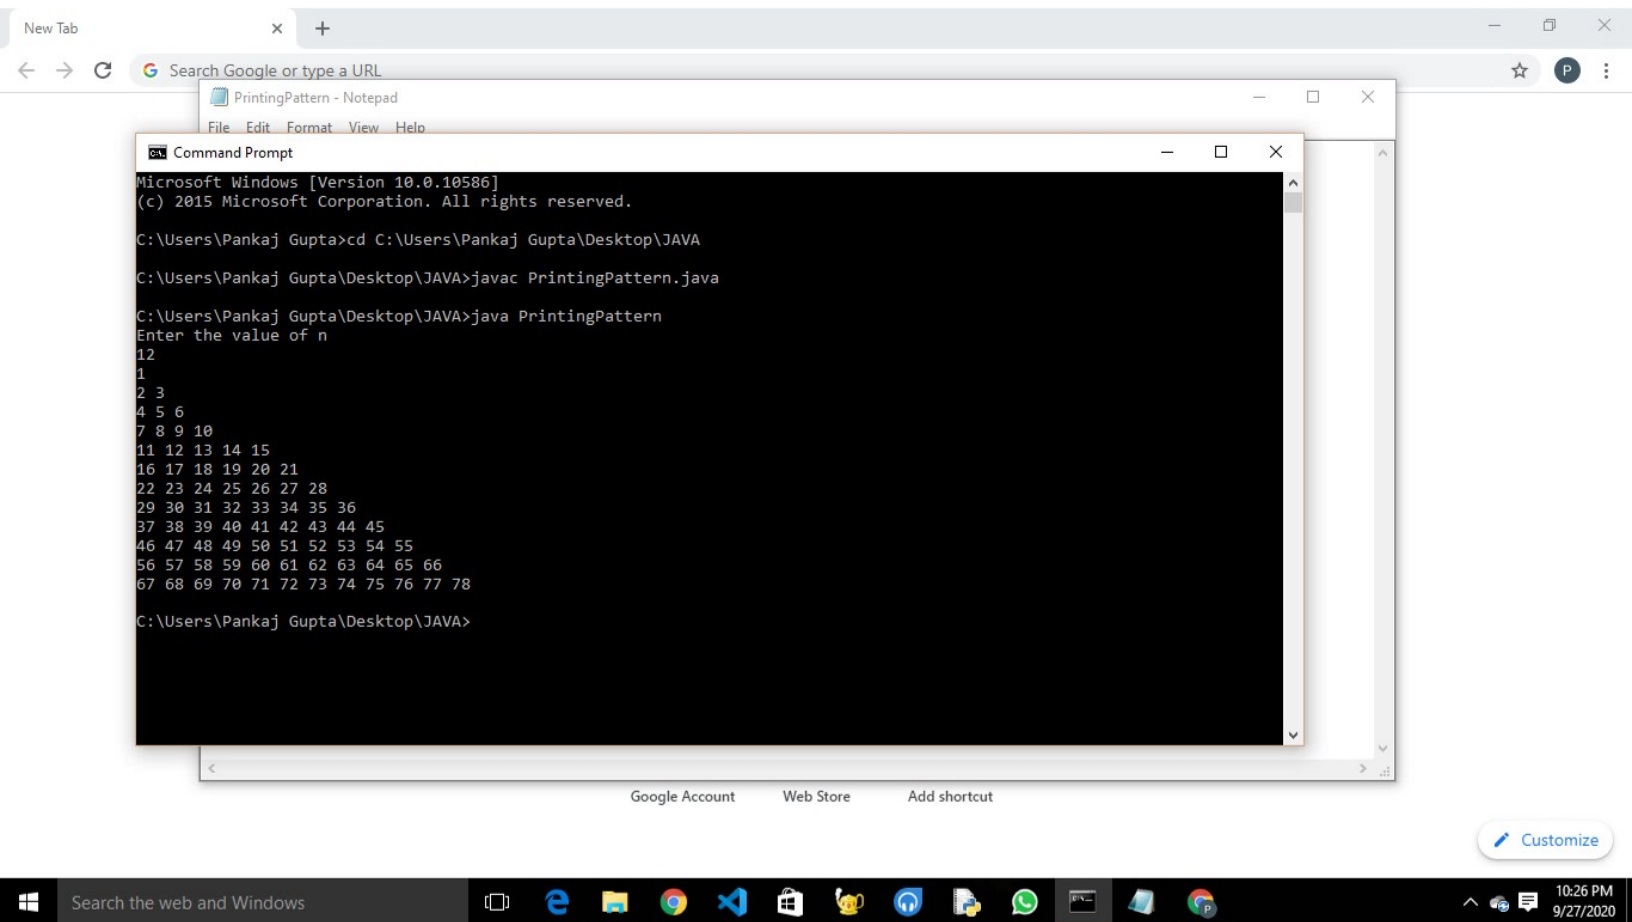 New Tab
Search Google or type a URL
P
PrintingPattern - Notepad
File Edit Format View Help
Command Prompt
Microsoft Windows [Version 10.0.10586]
(c) 2015 Microsoft Corporation. All rights reserved.
C:\Users\Pankaj Gupta>cd C:\Users\Pankaj Gupta\Desktop\JAVA
C:\Users\Pankaj Gupta\Desktop\JAVA>javac PrintingPattern.java
C:\Users\Pankaj Gupta\Desktop\JAVA>java PrintingPattern
Enter the value of n
12
1
2 3
4 5 6
7 8 9 10
11 12 13 14 15
16 17 18 19 20 21
22 23 24 25 26 27 28
29 30 31 32 33 34 35 36
37 38 39 40 41 42 43 44 45
46 47 48 49 50 51 52 53 54 55
56 57 58 59 60 61 62 63 64 65 66
67 68 69 70 71 72 73 74 75 76 77 78
C:\Users\Pankaj Gupta\Desktop\JAVA>
Google Account Web Store Add shortcut
Customize
Search the web and Windows
10:26 PM
9/27/2020